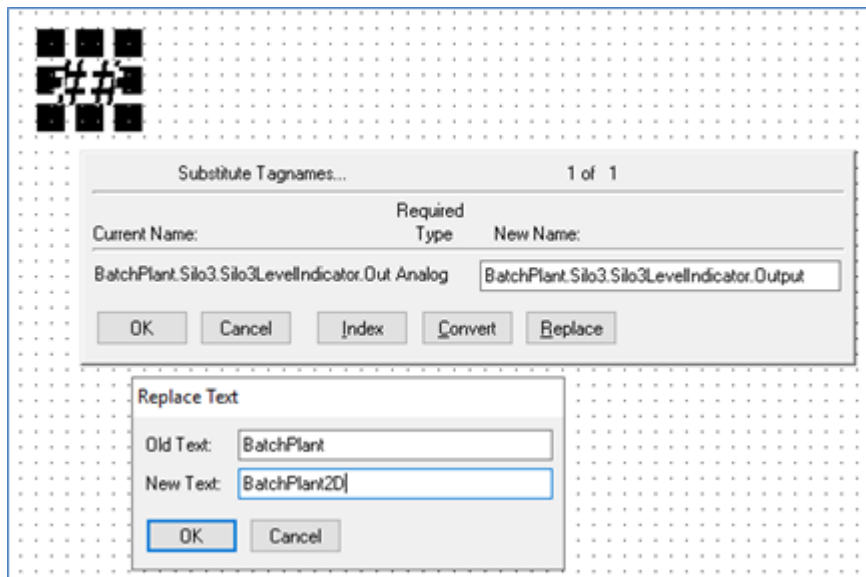 ##
Substitute Tagnames... 1 of 1
Required
Current Name: Type New Name:
BatchPlant.Silo3.Silo3LevelIndicator.Out Analog BatchPlant.Silo3.Silo3LevelIndicator.Output
OK Cancel Index Convert Replace
Replace Text
Old Text: BatchPlant
New Text: BatchPlant2D
OK Cancel